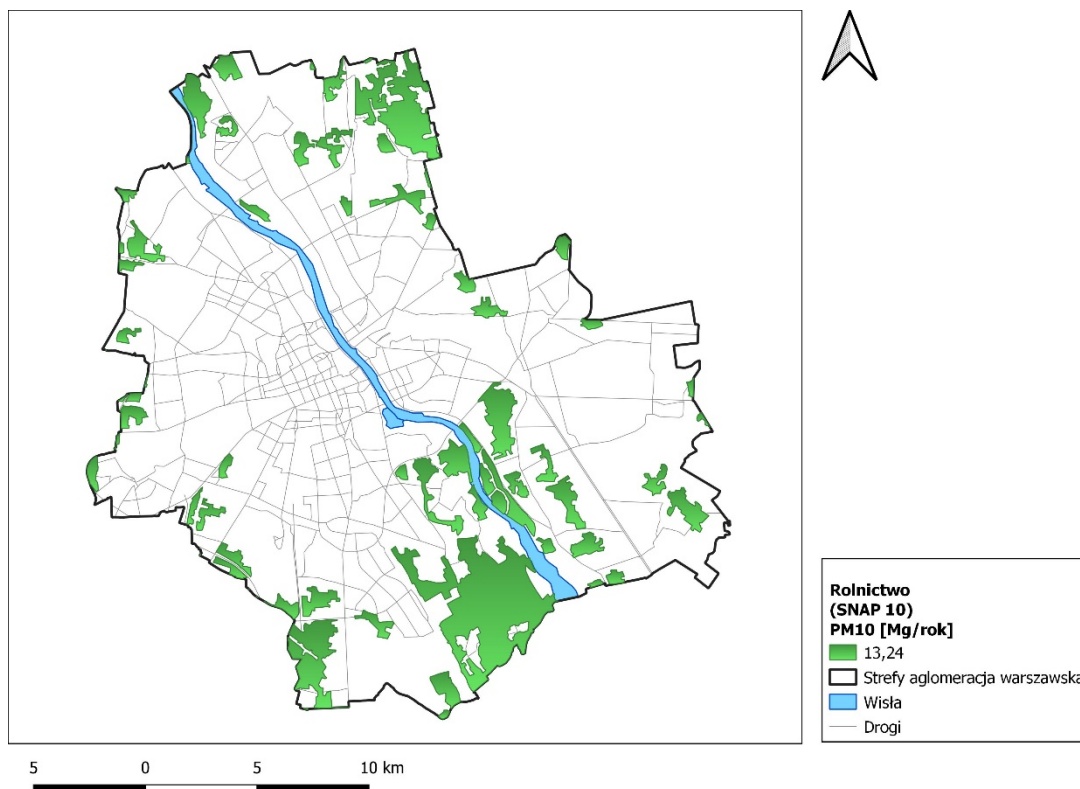 Rolnictwo
(SNAP 10)
PM10 [Mg/rok]
13,24
Strefy aglomeracja warszawska
Wisła
Drogi
5 0 5 10 km